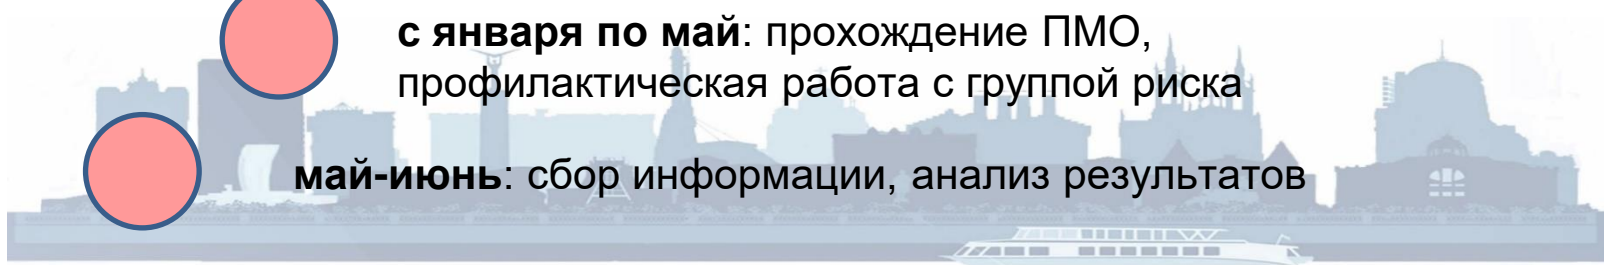 с января по май: прохождение ПМО,
профилактическая работа с группой риска
май-июнь: сбор информации, анализ результатов